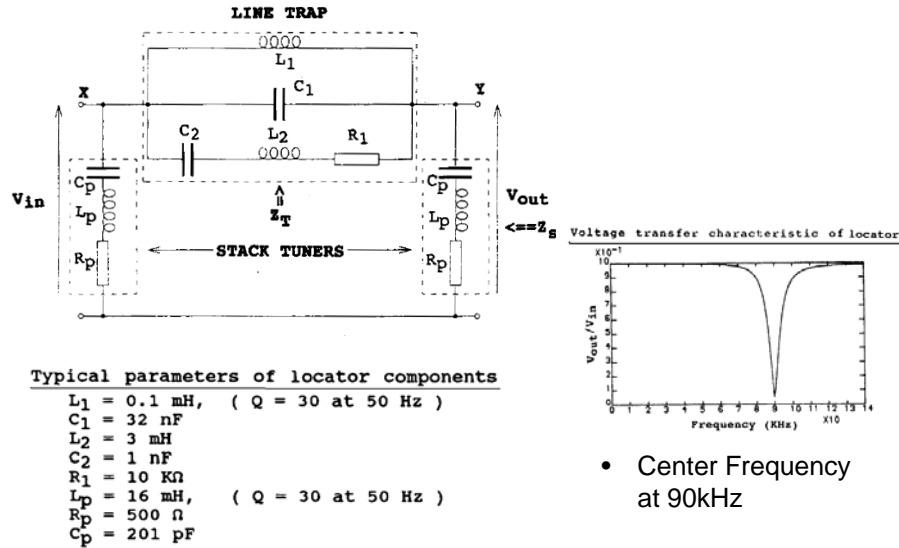 LINE TRAP
L1
X
Y
C1
C2
L2
R1
Cp
Cp
Vin
Vout
Lp
ZT
Lp
<==Zs
Rp
STACK TUNERS
Rp
Voltage transfer characteristic of locator
X10⁻¹
10
9
8
7
6
5
4
3
2
1
0
Vout/Vin
0 1 2 3 4 5 6 7 8 9 10 11 12 13 14
X10
Frequency (KHz)
Typical parameters of locator components
L1 = 0.1 mH, ( Q = 30 at 50 Hz )
C1 = 32 nF
L2 = 3 mH
C2 = 1 nF
R1 = 10 KΩ
Lp = 16 mH, ( Q = 30 at 50 Hz )
Rp = 500 Ω
Cp = 201 pF
• Center Frequency
at 90kHz